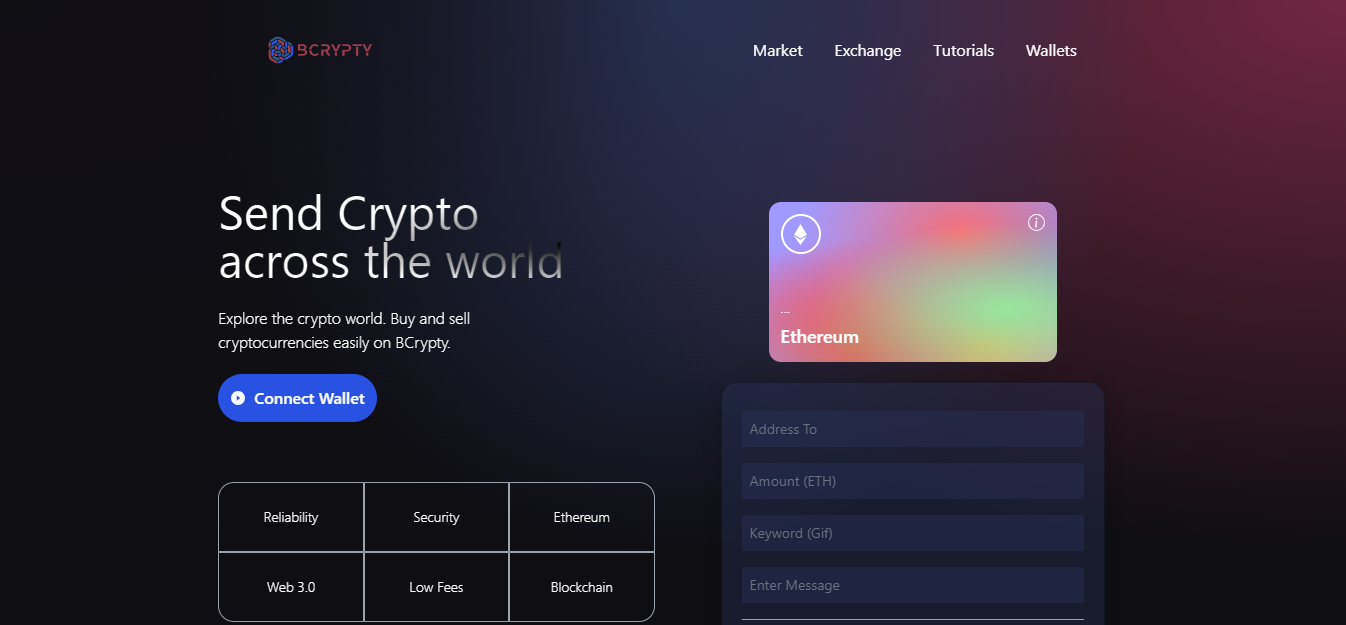 BCRYPTY
Market
Exchange
Tutorials
Wallets
Send Crypto
across the world
Explore the crypto world. Buy and sell
cryptocurrencies easily on BCrypty.
Connect Wallet
Reliability
Security
Ethereum
Web 3.0
Low Fees
Blockchain
i
...
Ethereum
Address To
Amount (ETH)
Keyword (Gif)
Enter Message